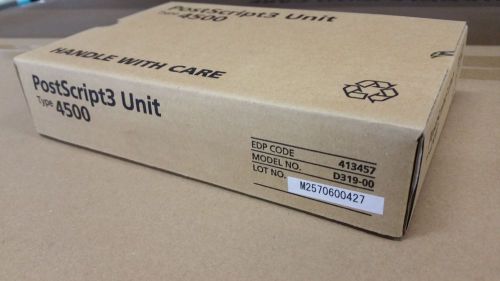 PostScript3 Unit
Type 4500
HANDLE WITH CARE
PostScript3 Unit
Type 4500
EDP CODE 413457
MODEL NO. D319-00
LOT NO. M2570600427